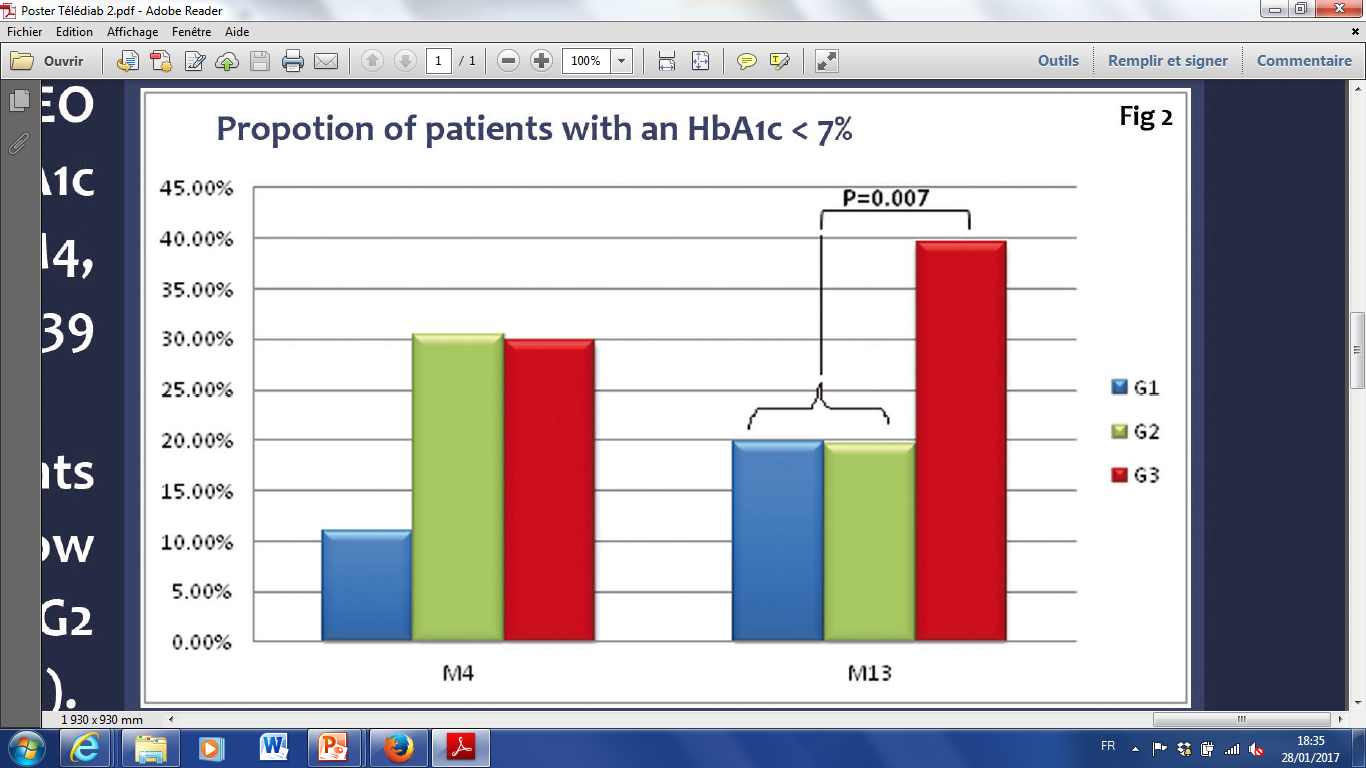 Poster Télédiab 2.pdf - Adobe Reader
Fichier Edition Affichage Fenêtre Aide
Ouvrir 1 / 1 100% Outils Remplir et signer Commentaire
EO
A1c
M4,
39
nts
ow
G2
).
Fig 2
Propotion of patients with an HbA1c < 7%
P=0.007
45.00%
40.00%
35.00%
30.00%
25.00%
20.00%
15.00%
10.00%
5.00%
0.00%
M4 M13
G1
G2
G3
1 930 x 930 mm
FR 18:35
28/01/2017